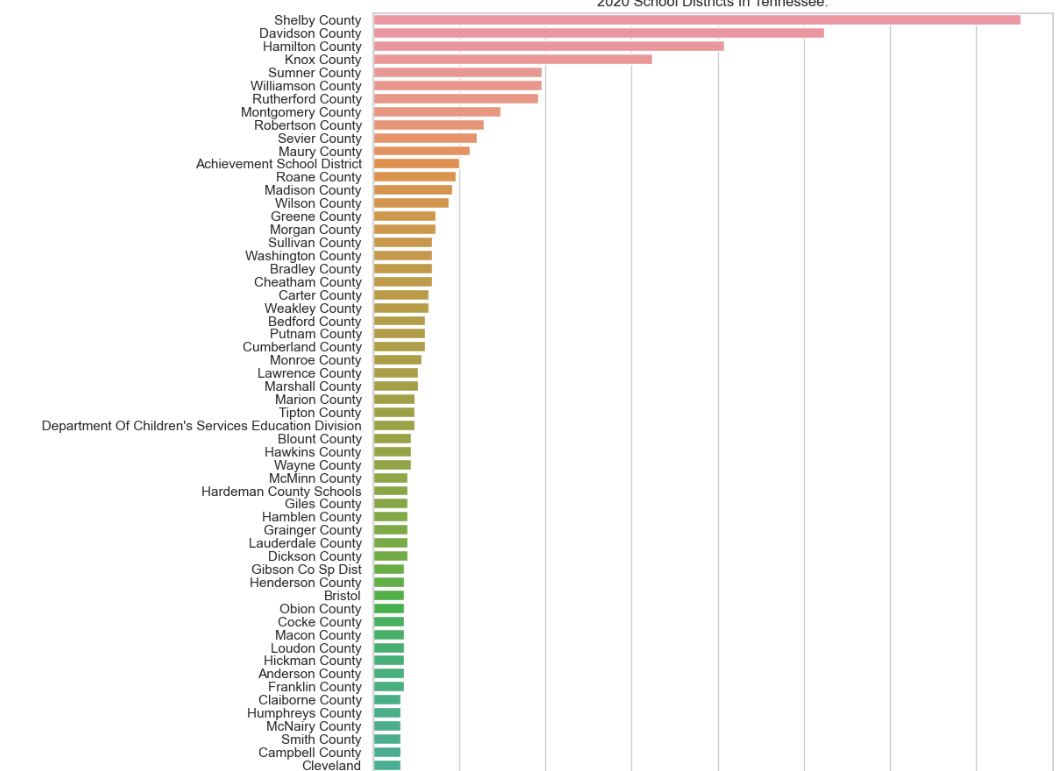 2020 School Districts In Tennessee.
Shelby County
Davidson County
Hamilton County
Knox County
Sumner County
Williamson County
Rutherford County
Montgomery County
Robertson County
Sevier County
Maury County
Achievement School District
Roane County
Madison County
Wilson County
Greene County
Morgan County
Sullivan County
Washington County
Bradley County
Cheatham County
Carter County
Weakley County
Bedford County
Putnam County
Cumberland County
Monroe County
Lawrence County
Marshall County
Marion County
Tipton County
Department Of Children's Services Education Division
Blount County
Hawkins County
Wayne County
McMinn County
Hardeman County Schools
Giles County
Hamblen County
Grainger County
Lauderdale County
Dickson County
Gibson Co Sp Dist
Henderson County
Bristol
Obion County
Cocke County
Macon County
Loudon County
Hickman County
Anderson County
Franklin County
Claiborne County
Humphreys County
McNairy County
Smith County
Campbell County
Cleveland